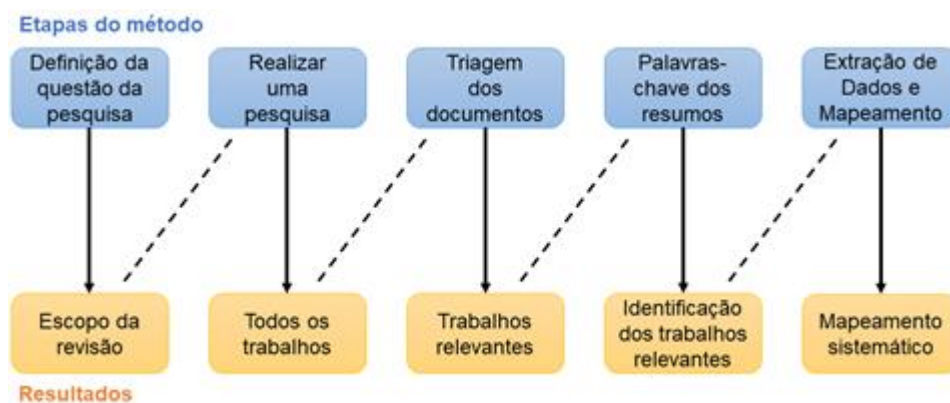 Etapas do método
Definição da
questão da
pesquisa
Realizar
uma
pesquisa
Triagem
dos
documentos
Palavras-
chave dos
resumos
Extração de
Dados e
Mapeamento
Escopo da
revisão
Todos os
trabalhos
Trabalhos
relevantes
Identificação
dos trabalhos
relevantes
Mapeamento
sistemático
Resultados